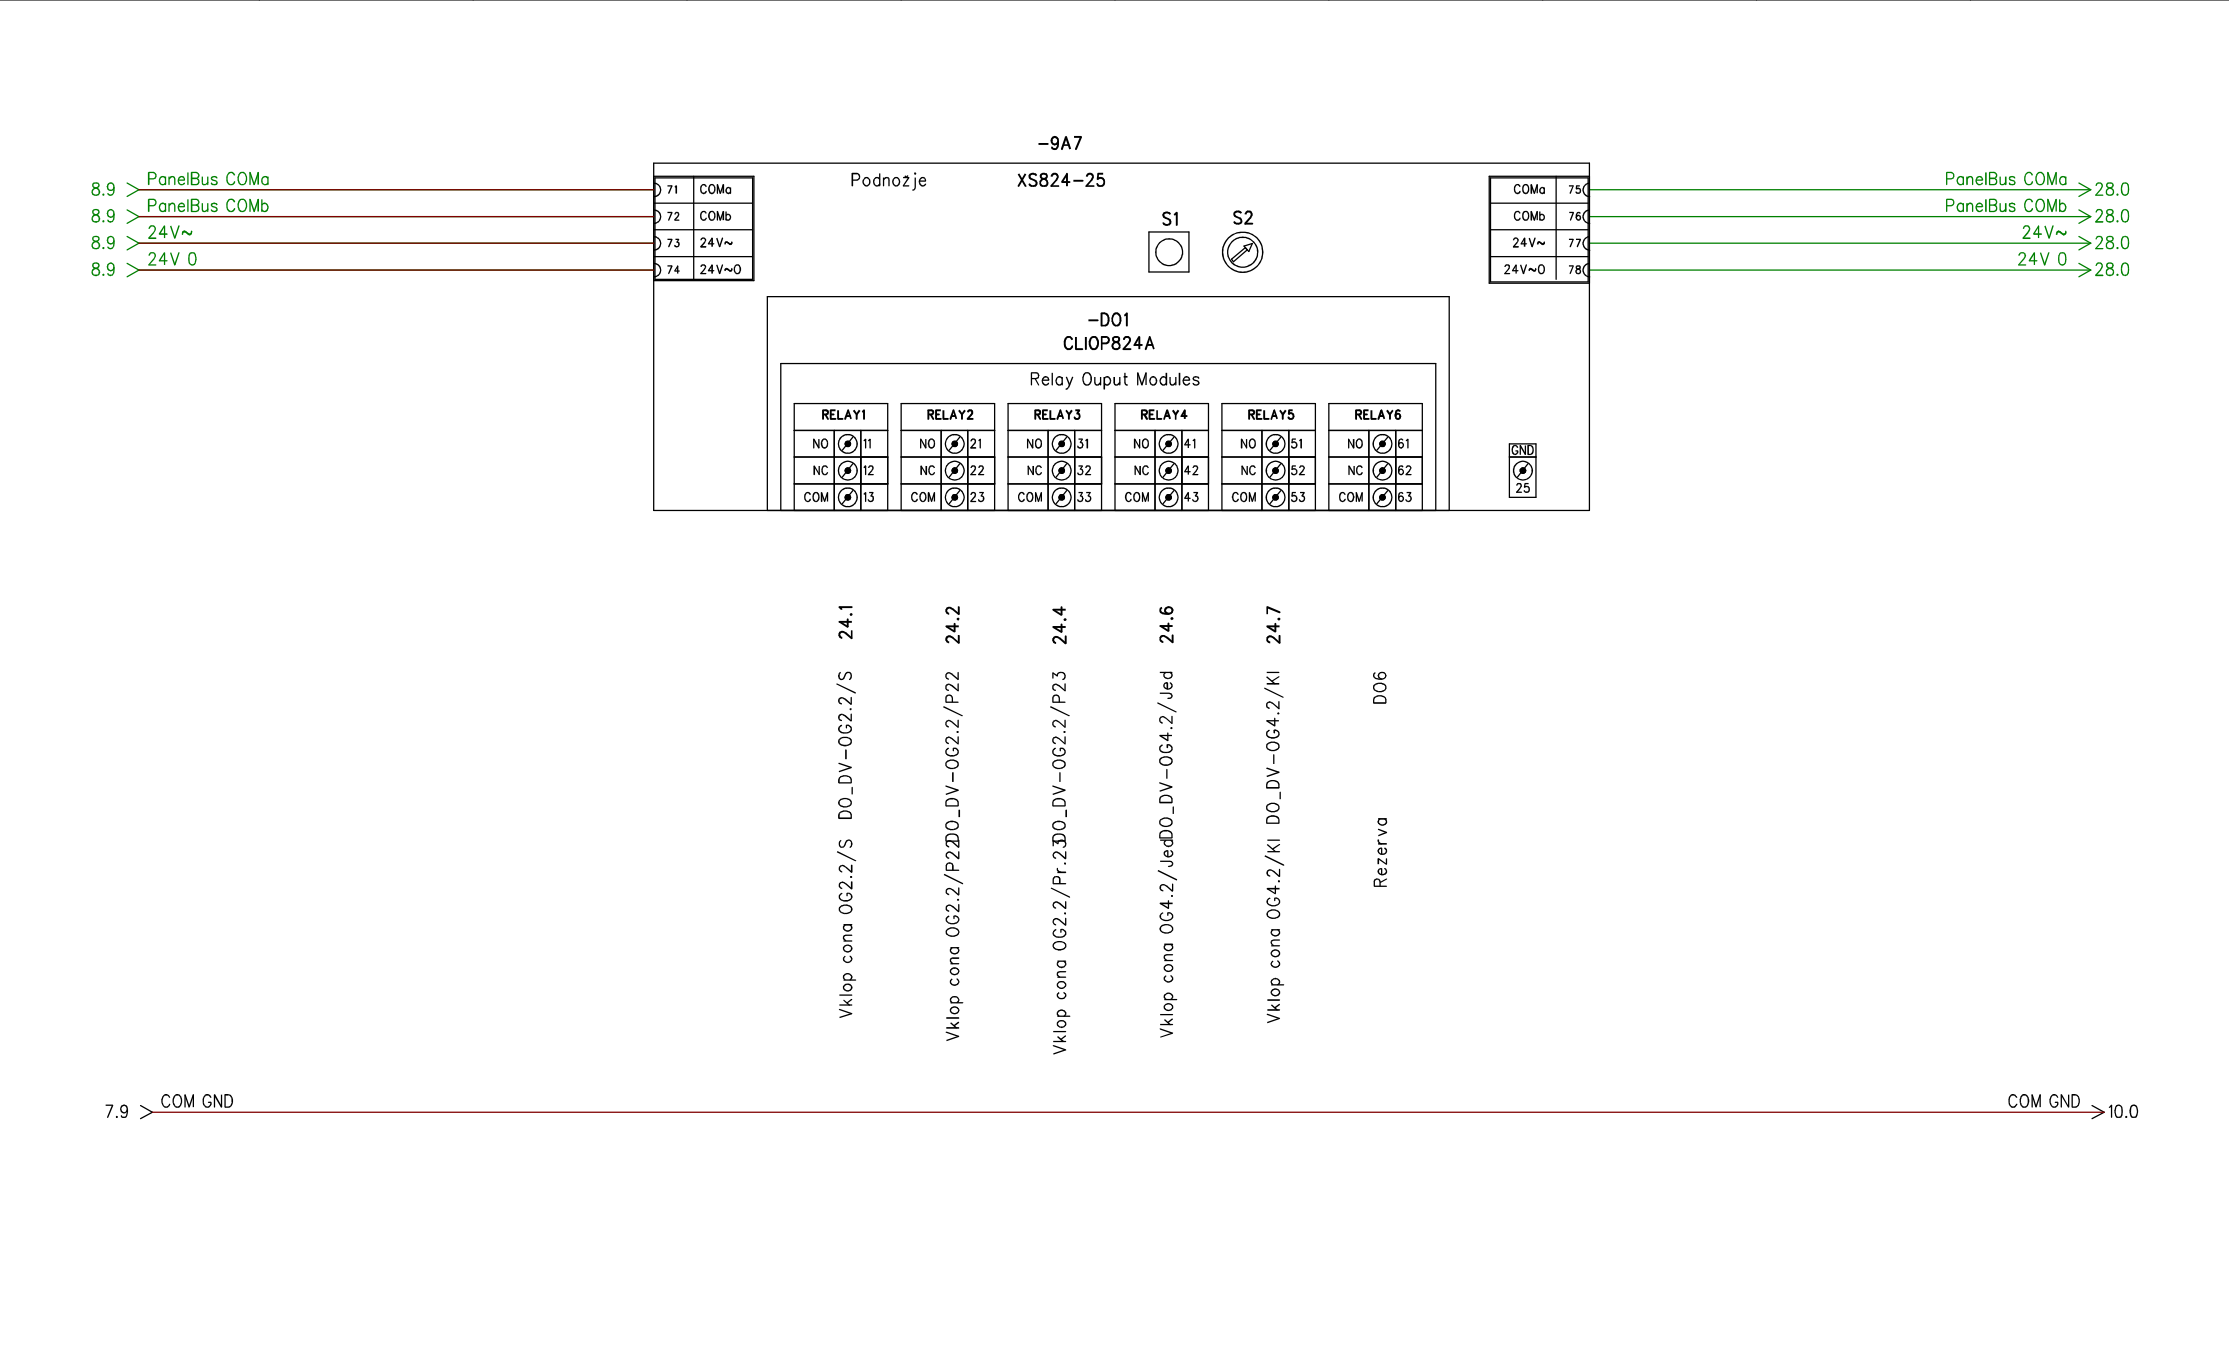 -9A7
Podnožje XS824-25
8.9 PanelBus COMa 71 COMa
8.9 PanelBus COMb 72 COMb
8.9 24V~ 73 24V~
8.9 24V 0 74 24V~0
S1 S2
COMa 75 PanelBus COMa 28.0
COMb 76 PanelBus COMb 28.0
24V~ 77 24V~ 28.0
24V~0 78 24V 0 28.0
-DO1
CLIOP824A
Relay Ouput Modules
RELAY1 RELAY2 RELAY3 RELAY4 RELAY5 RELAY6
NO 11 NO 21 NO 31 NO 41 NO 51 NO 61
NC 12 NC 22 NC 32 NC 42 NC 52 NC 62
COM 13 COM 23 COM 33 COM 43 COM 53 COM 63
GND
25
Vklop cona OG2.2/S DO_DV-OG2.2/S 24.1
Vklop cona OG2.2/P22 DO_DV-OG2.2/P22 24.2
Vklop cona OG2.2/Pr.23 DO_DV-OG2.2/P23 24.4
Vklop cona OG4.2/Jed DO_DV-OG4.2/Jed 24.6
Vklop cona OG4.2/Kl DO_DV-OG4.2/Kl 24.7
Rezerva DO6
7.9 COM GND COM GND 10.0